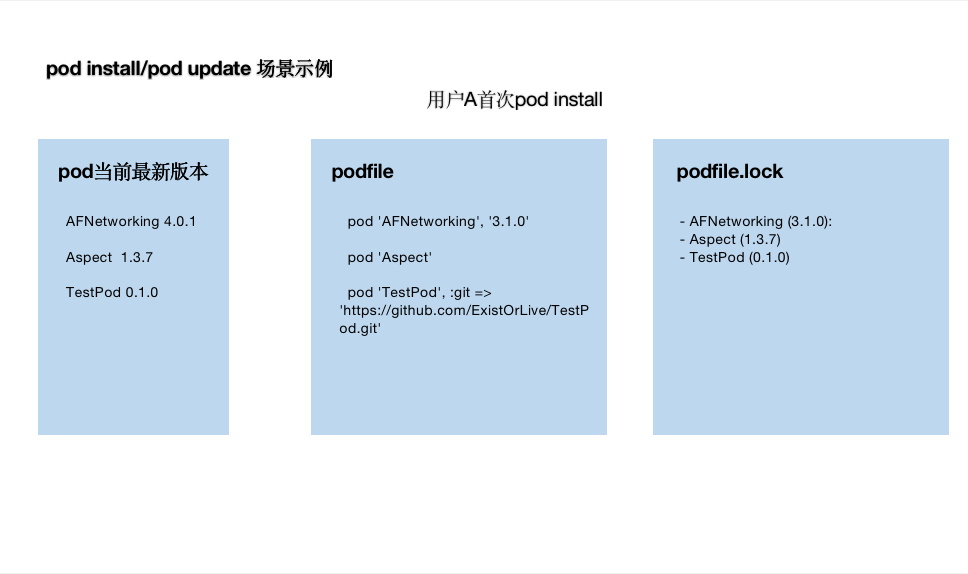 pod install/pod update 场景示例
用户A首次pod install
pod当前最新版本
AFNetworking 4.0.1
Aspect  1.3.7
TestPod 0.1.0
podfile
pod 'AFNetworking', '3.1.0'
pod 'Aspect'
pod 'TestPod', :git =>
'https://github.com/ExistOrLive/TestP
od.git'
podfile.lock
- AFNetworking (3.1.0):
- Aspect (1.3.7)
- TestPod (0.1.0)